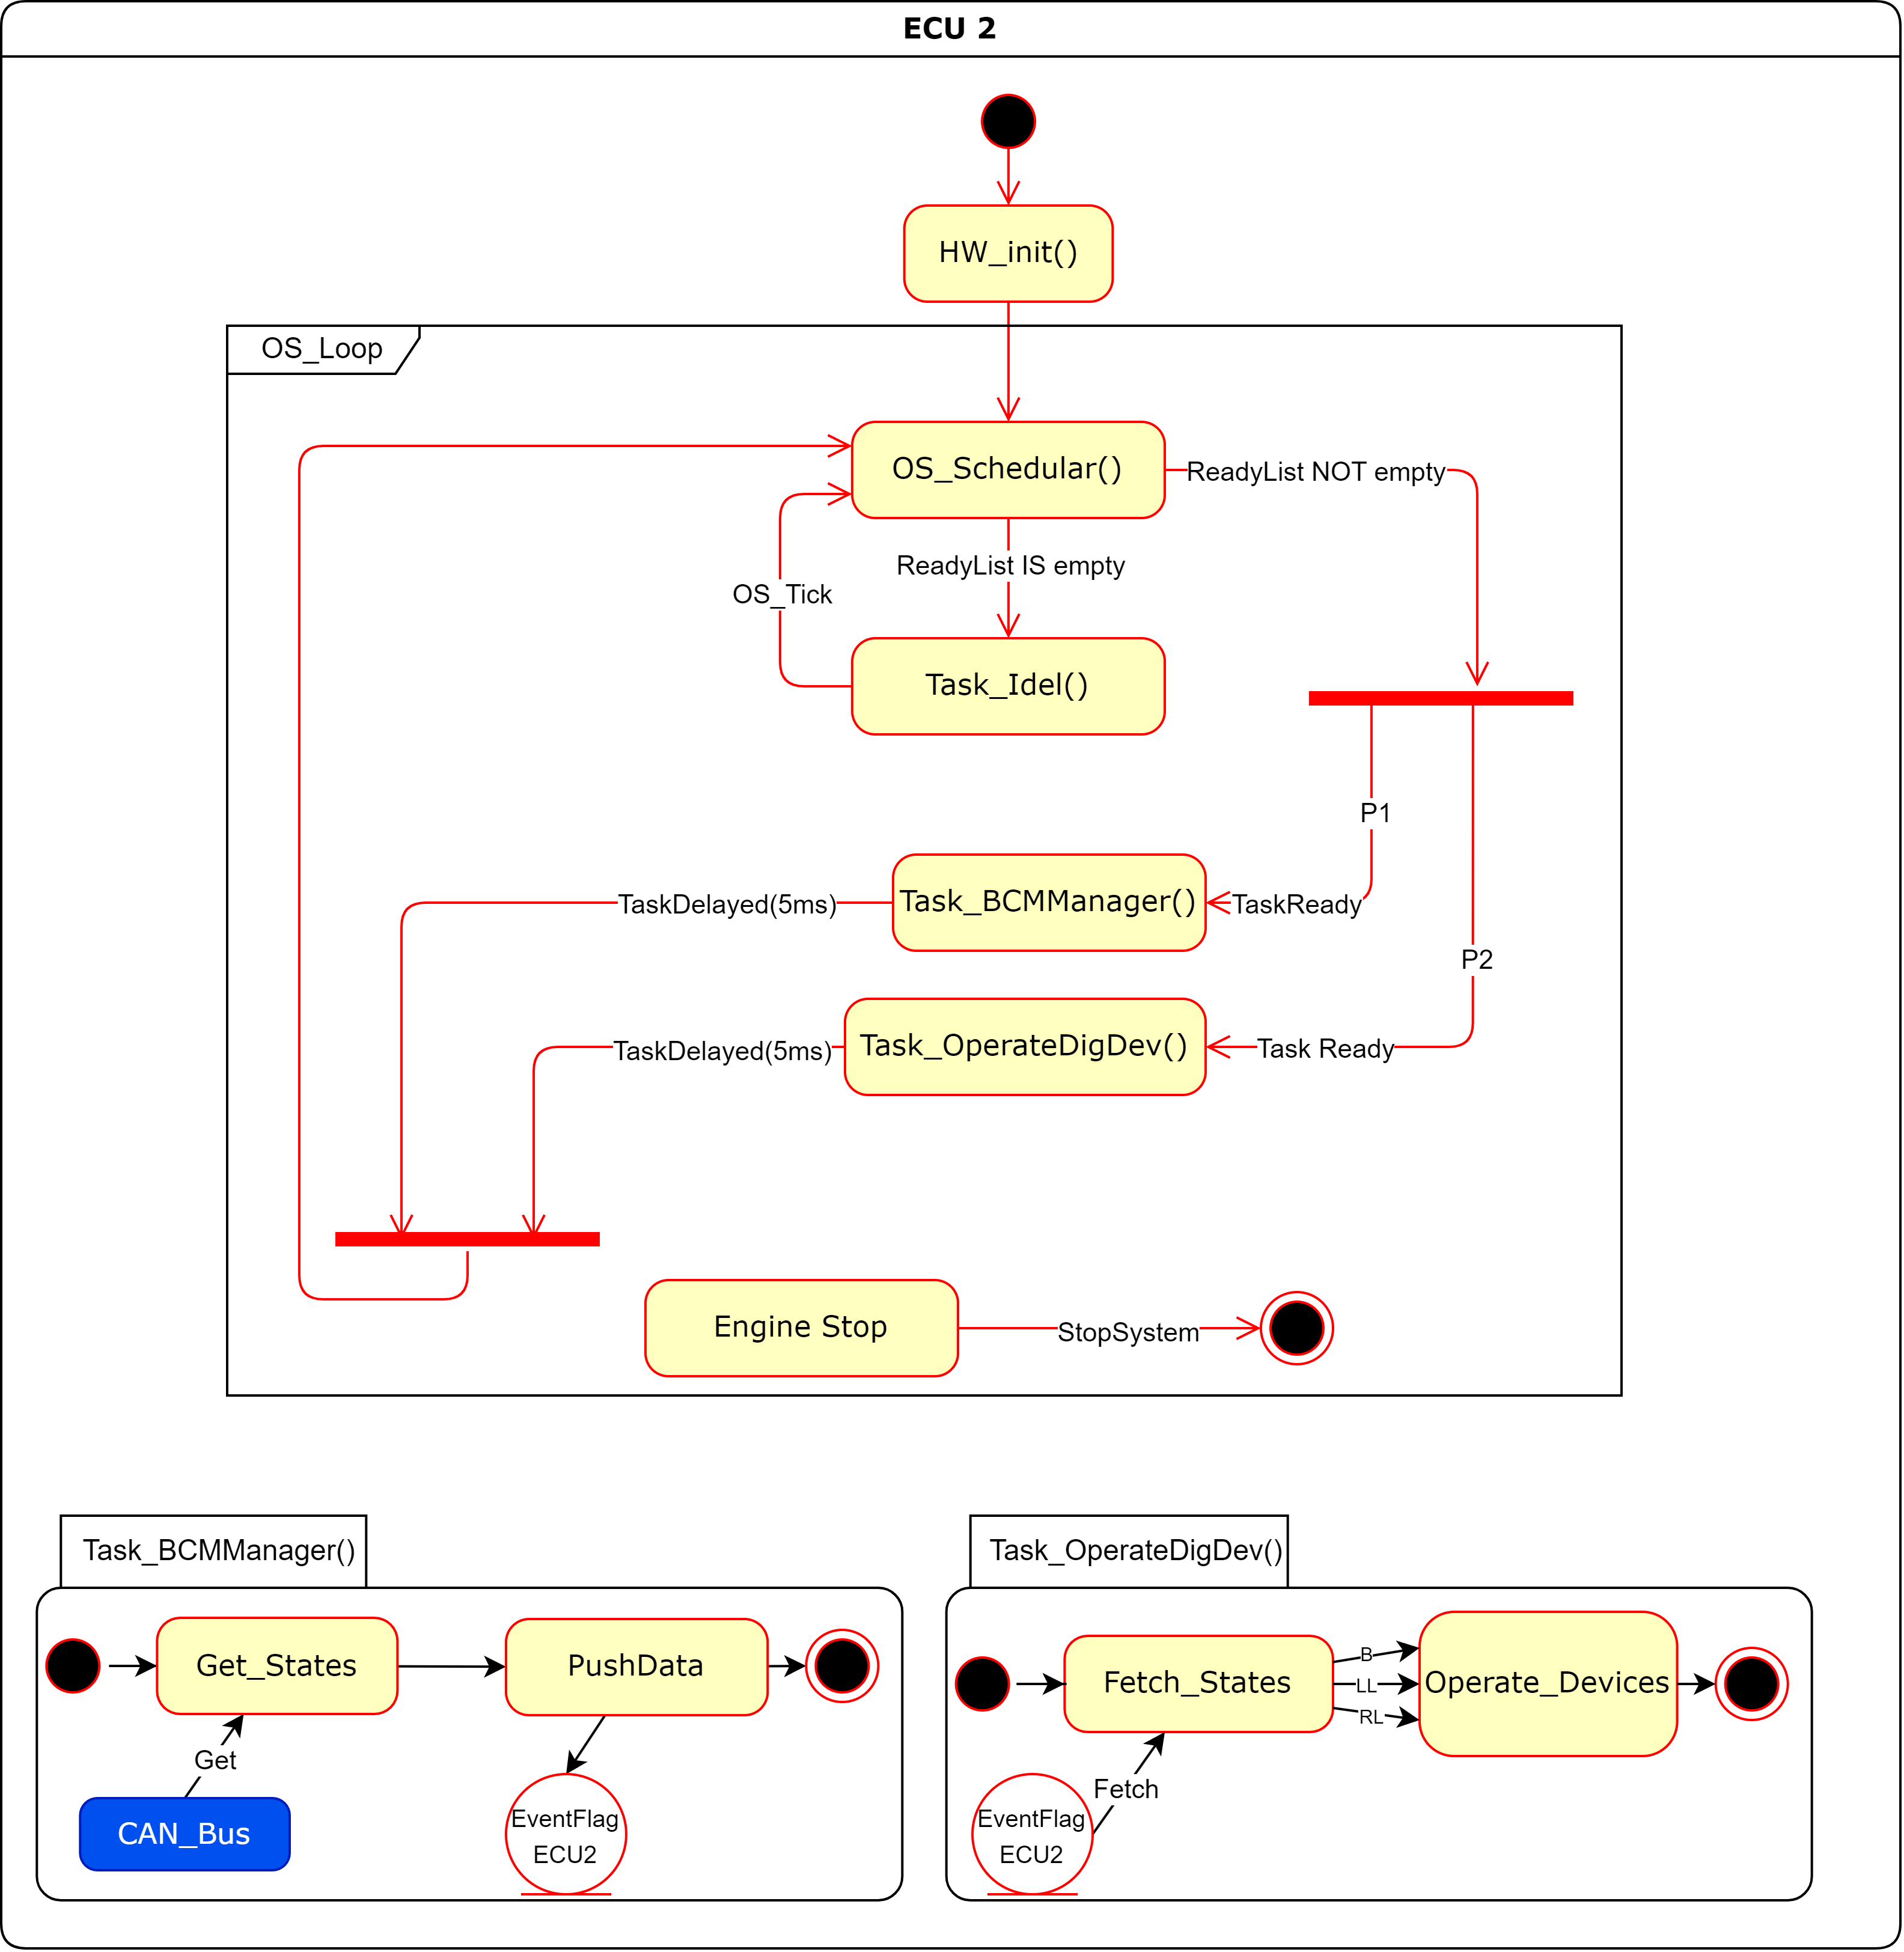 ECU 2
HW_init()
OS_Loop
OS_Schedular()
ReadyList NOT empty
ReadyList IS empty
OS_Tick
Task_Idel()
P1
Task_BCMManager()
TaskReady
TaskDelayed(5ms)
P2
Task_OperateDigDev()
Task Ready
TaskDelayed(5ms)
Engine Stop
StopSystem
Task_BCMManager()
Get_States
PushData
Get
CAN_Bus
EventFlag
ECU2
Task_OperateDigDev()
Fetch_States
B
LL
RL
Operate_Devices
Fetch
EventFlag
ECU2